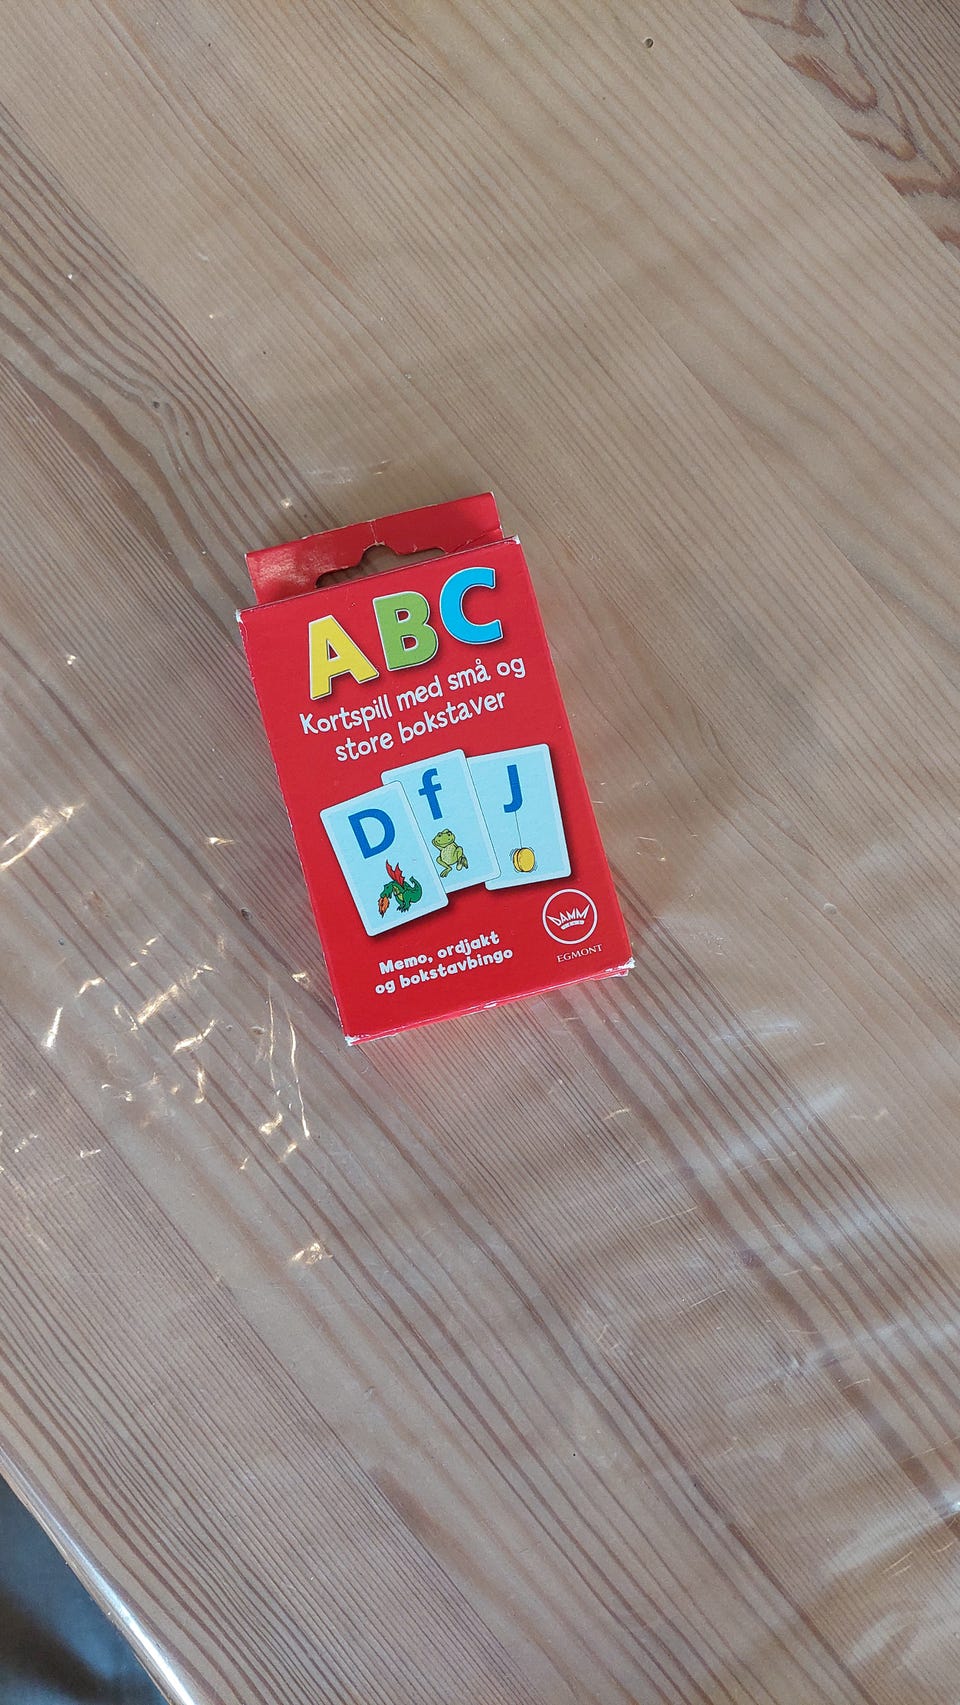 ABC
Kortspill med små og
store bokstaver
D
f
J
Memo, ordjakt
og bokstavbingo
DAMM
EGMONT